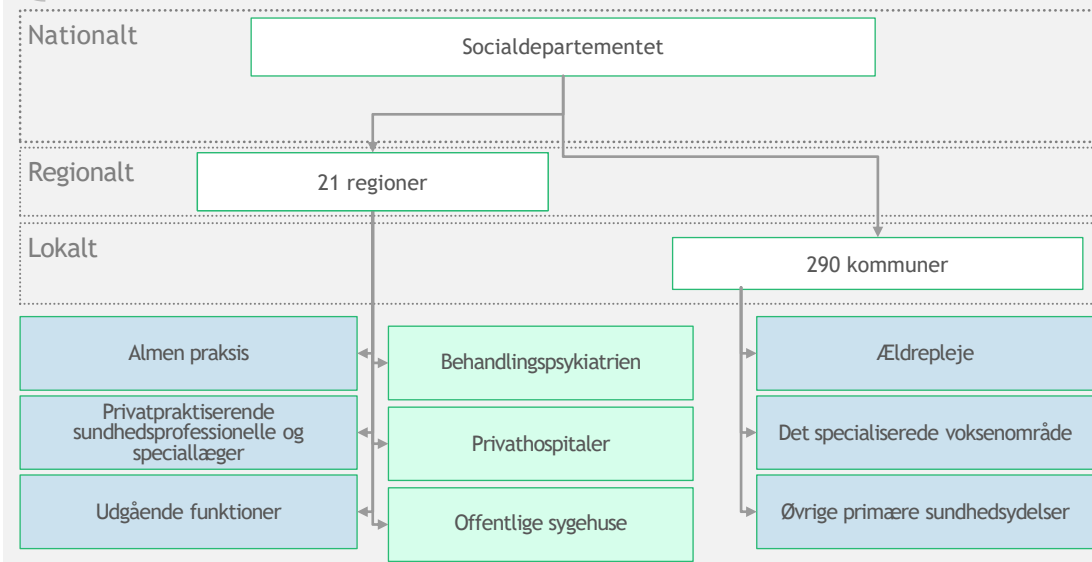 Nationalt
Socialdepartementet
Regionalt
21 regioner
Lokalt
290 kommuner
Almen praksis
Privatpraktiserende
sundhedsprofessionelle og
speciallæger
Udgående funktioner
Behandlingspsykiatrien
Privathospitaler
Offentlige sygehuse
Ældrepleje
Det specialiserede voksenområde
Øvrige primære sundhedsydelser